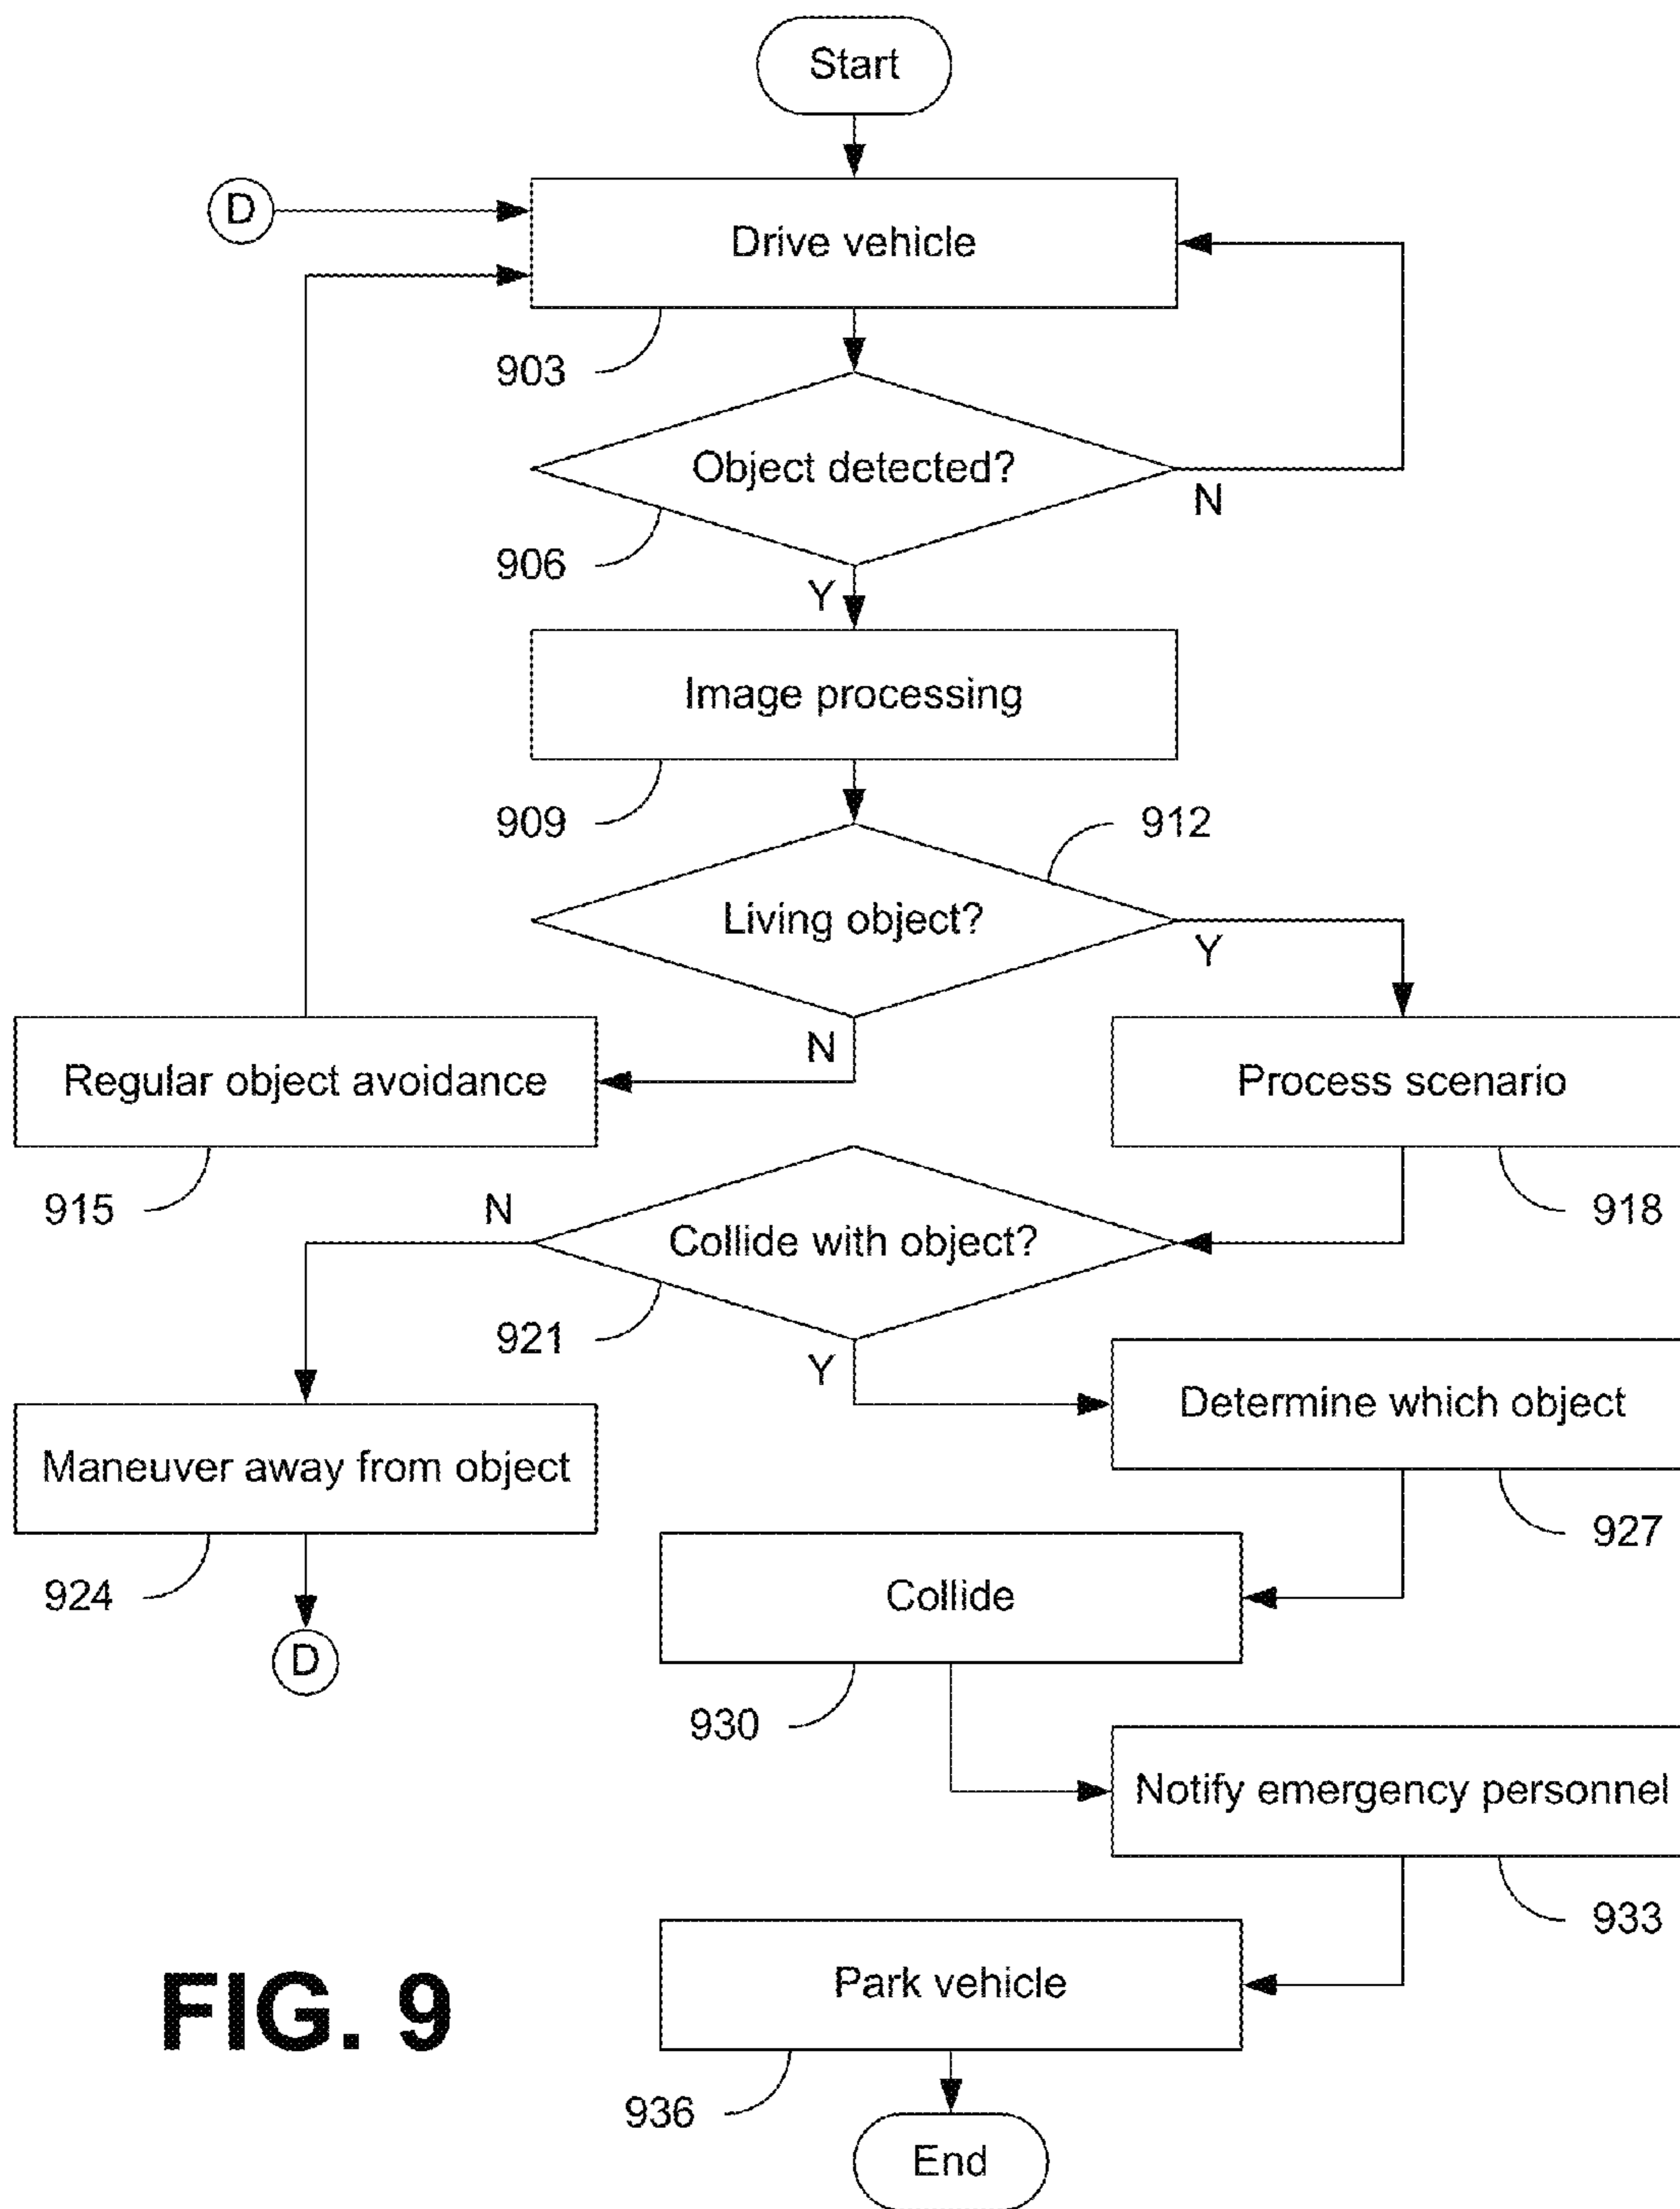 Start
D
Drive vehicle
903
Object detected?
N
906
Y
Image processing
909
912
Living object?
Y
N
Regular object avoidance
Process scenario
915
918
N
Collide with object?
921
Y
Determine which object
Maneuver away from object
927
924
Collide
D
930
Notify emergency personnel
933
Park vehicle
FIG. 9
936
End